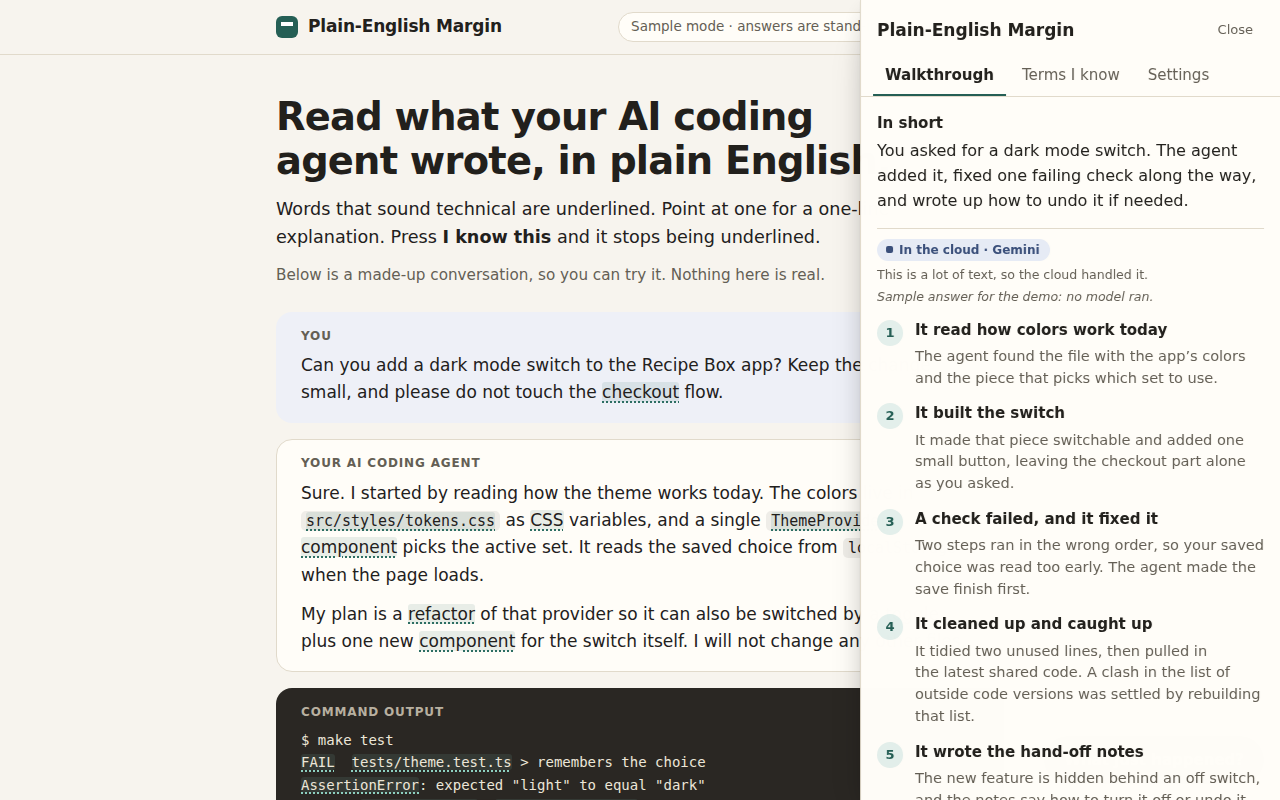 Plain-English Margin
Sample mode · answers are stand
Read what your AI coding
agent wrote, in plain English
Words that sound technical are underlined. Point at one for a one-
explanation. Press I know this and it stops being underlined.
Below is a made-up conversation, so you can try it. Nothing here is real.
YOU
Can you add a dark mode switch to the Recipe Box app? Keep the
small, and please do not touch the checkout flow.
YOUR AI CODING AGENT
Sure. I started by reading how the theme works today. The colors
src/styles/tokens.css as CSS variables, and a single ThemeProvi
component picks the active set. It reads the saved choice from
when the page loads.
My plan is a refactor of that provider so it can also be switched by
plus one new component for the switch itself. I will not change an
COMMAND OUTPUT
$ make test
FAIL tests/theme.test.ts > remembers the choice
AssertionError: expected "light" to equal "dark"
Plain-English Margin
Close
Walkthrough Terms I know Settings
In short
You asked for a dark mode switch. The agent
added it, fixed one failing check along the way,
and wrote up how to undo it if needed.
In the cloud · Gemini
This is a lot of text, so the cloud handled it.
Sample answer for the demo: no model ran.
1 It read how colors work today
The agent found the file with the app’s colors
and the piece that picks which set to use.
2 It built the switch
It made that piece switchable and added one
small button, leaving the checkout part alone
as you asked.
3 A check failed, and it fixed it
Two steps ran in the wrong order, so your saved
choice was read too early. The agent made the
save finish first.
4 It cleaned up and caught up
It tidied two unused lines, then pulled in
the latest shared code. A clash in the list of
outside code versions was settled by rebuilding
that list.
5 It wrote the hand-off notes
The new feature is hidden behind an off switch,
and the notes say how to turn it off or undo it